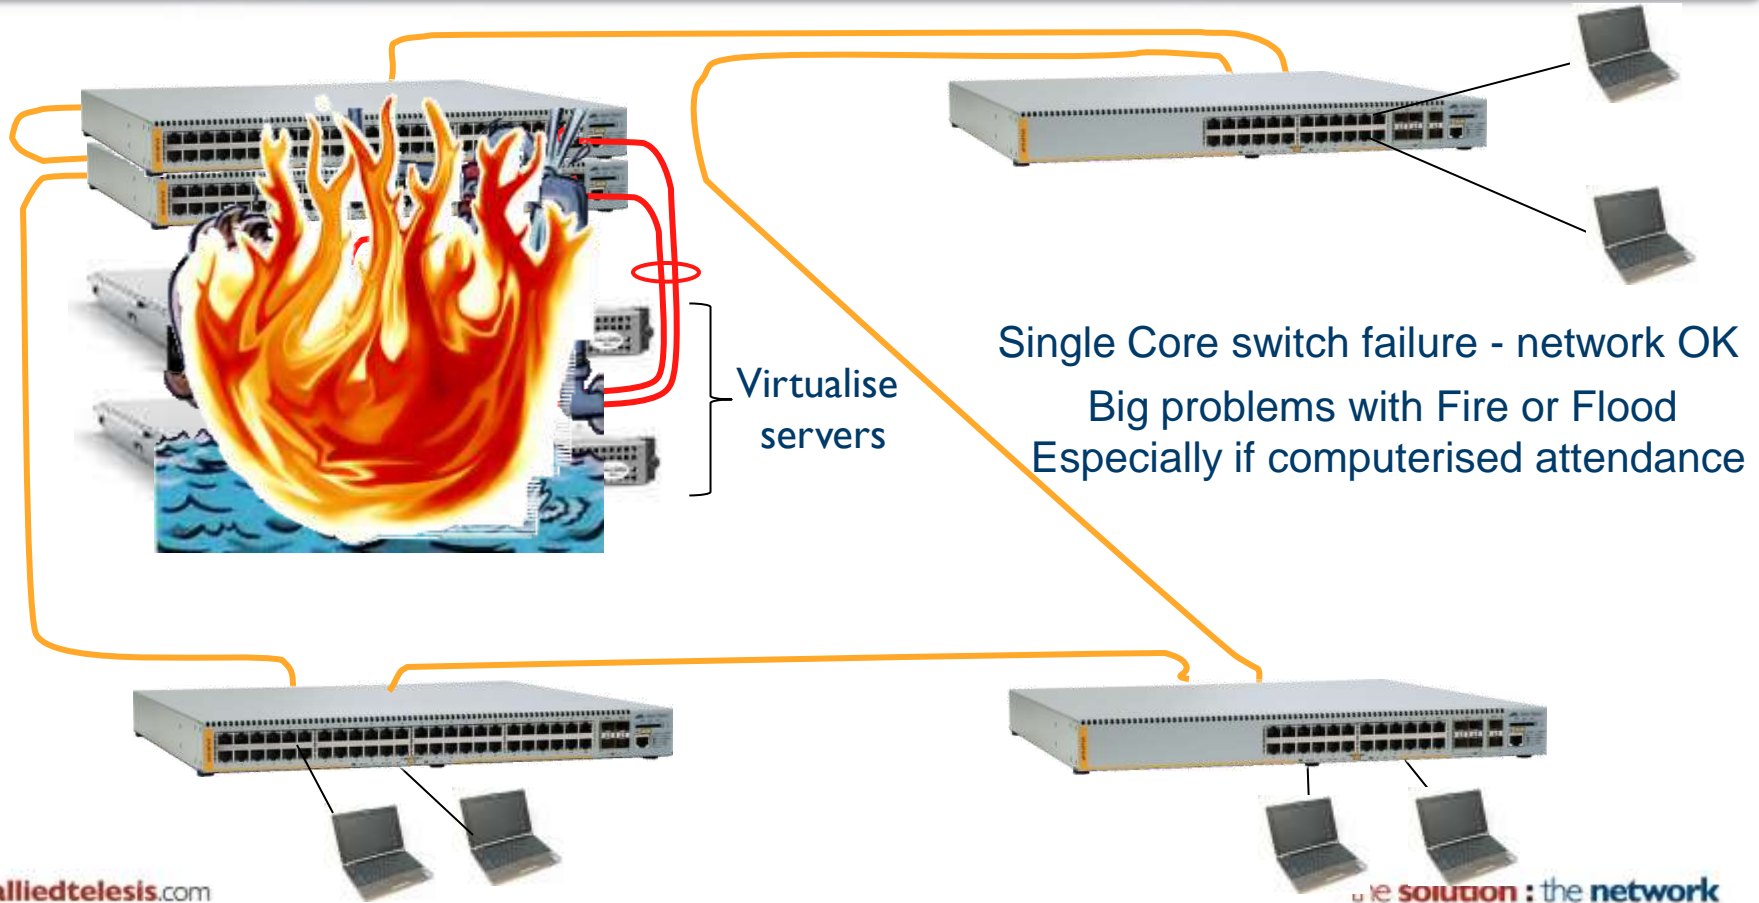 Single Core switch failure - network OK
Big problems with Fire or Flood
Especially if computerised attendance
Virtualise
servers
alliedtelesis.com
solution : the network